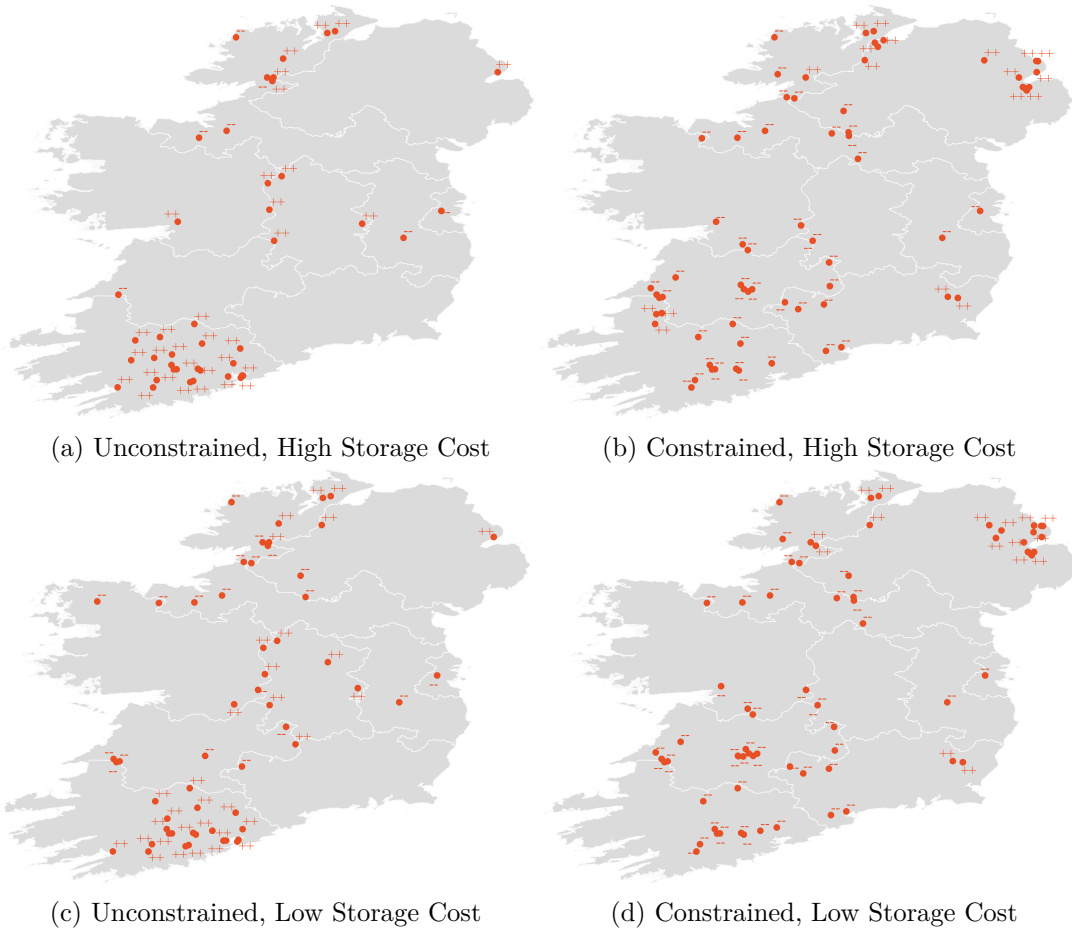 (a) Unconstrained, High Storage Cost
(b) Constrained, High Storage Cost
(c) Unconstrained, Low Storage Cost
(d) Constrained, Low Storage Cost